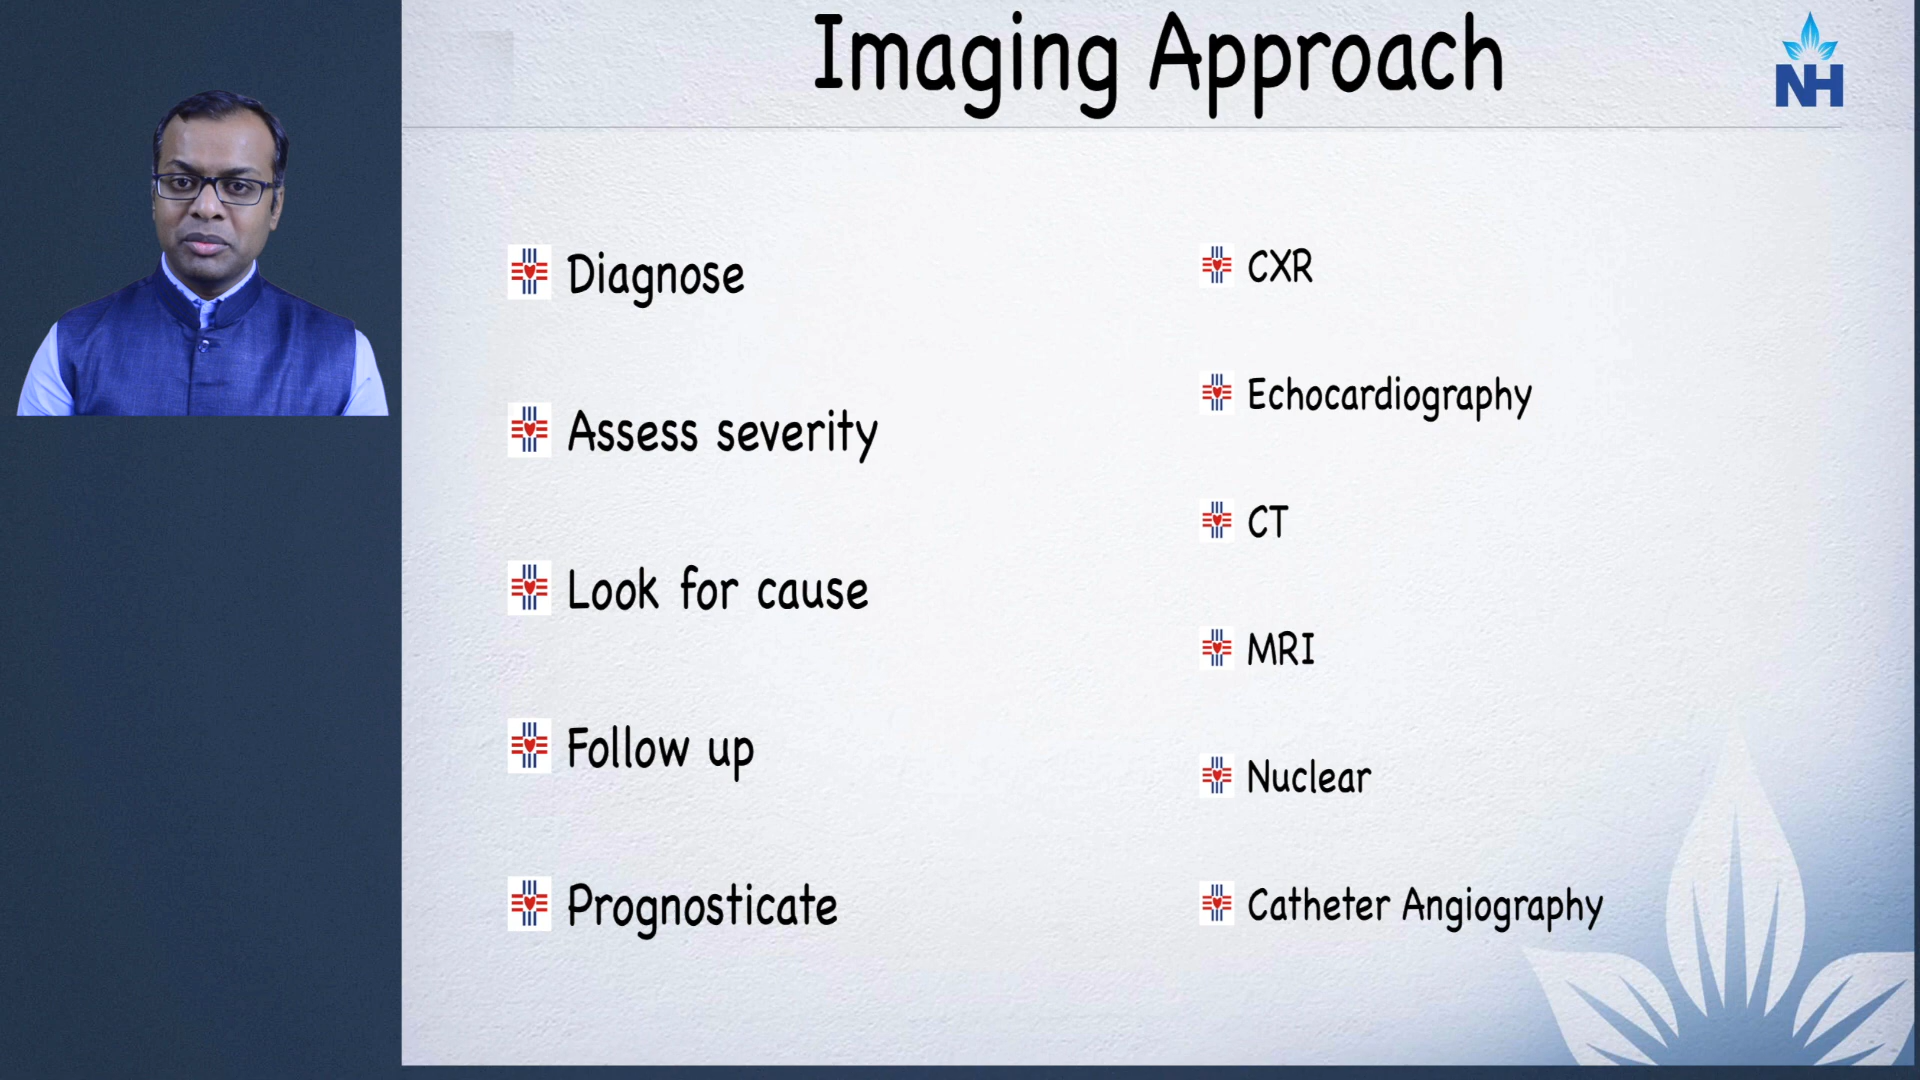 Imaging Approach
NH
Diagnose
Assess severity
Look for cause
Follow up
Prognosticate
CXR
Echocardiography
CT
MRI
Nuclear
Catheter Angiography